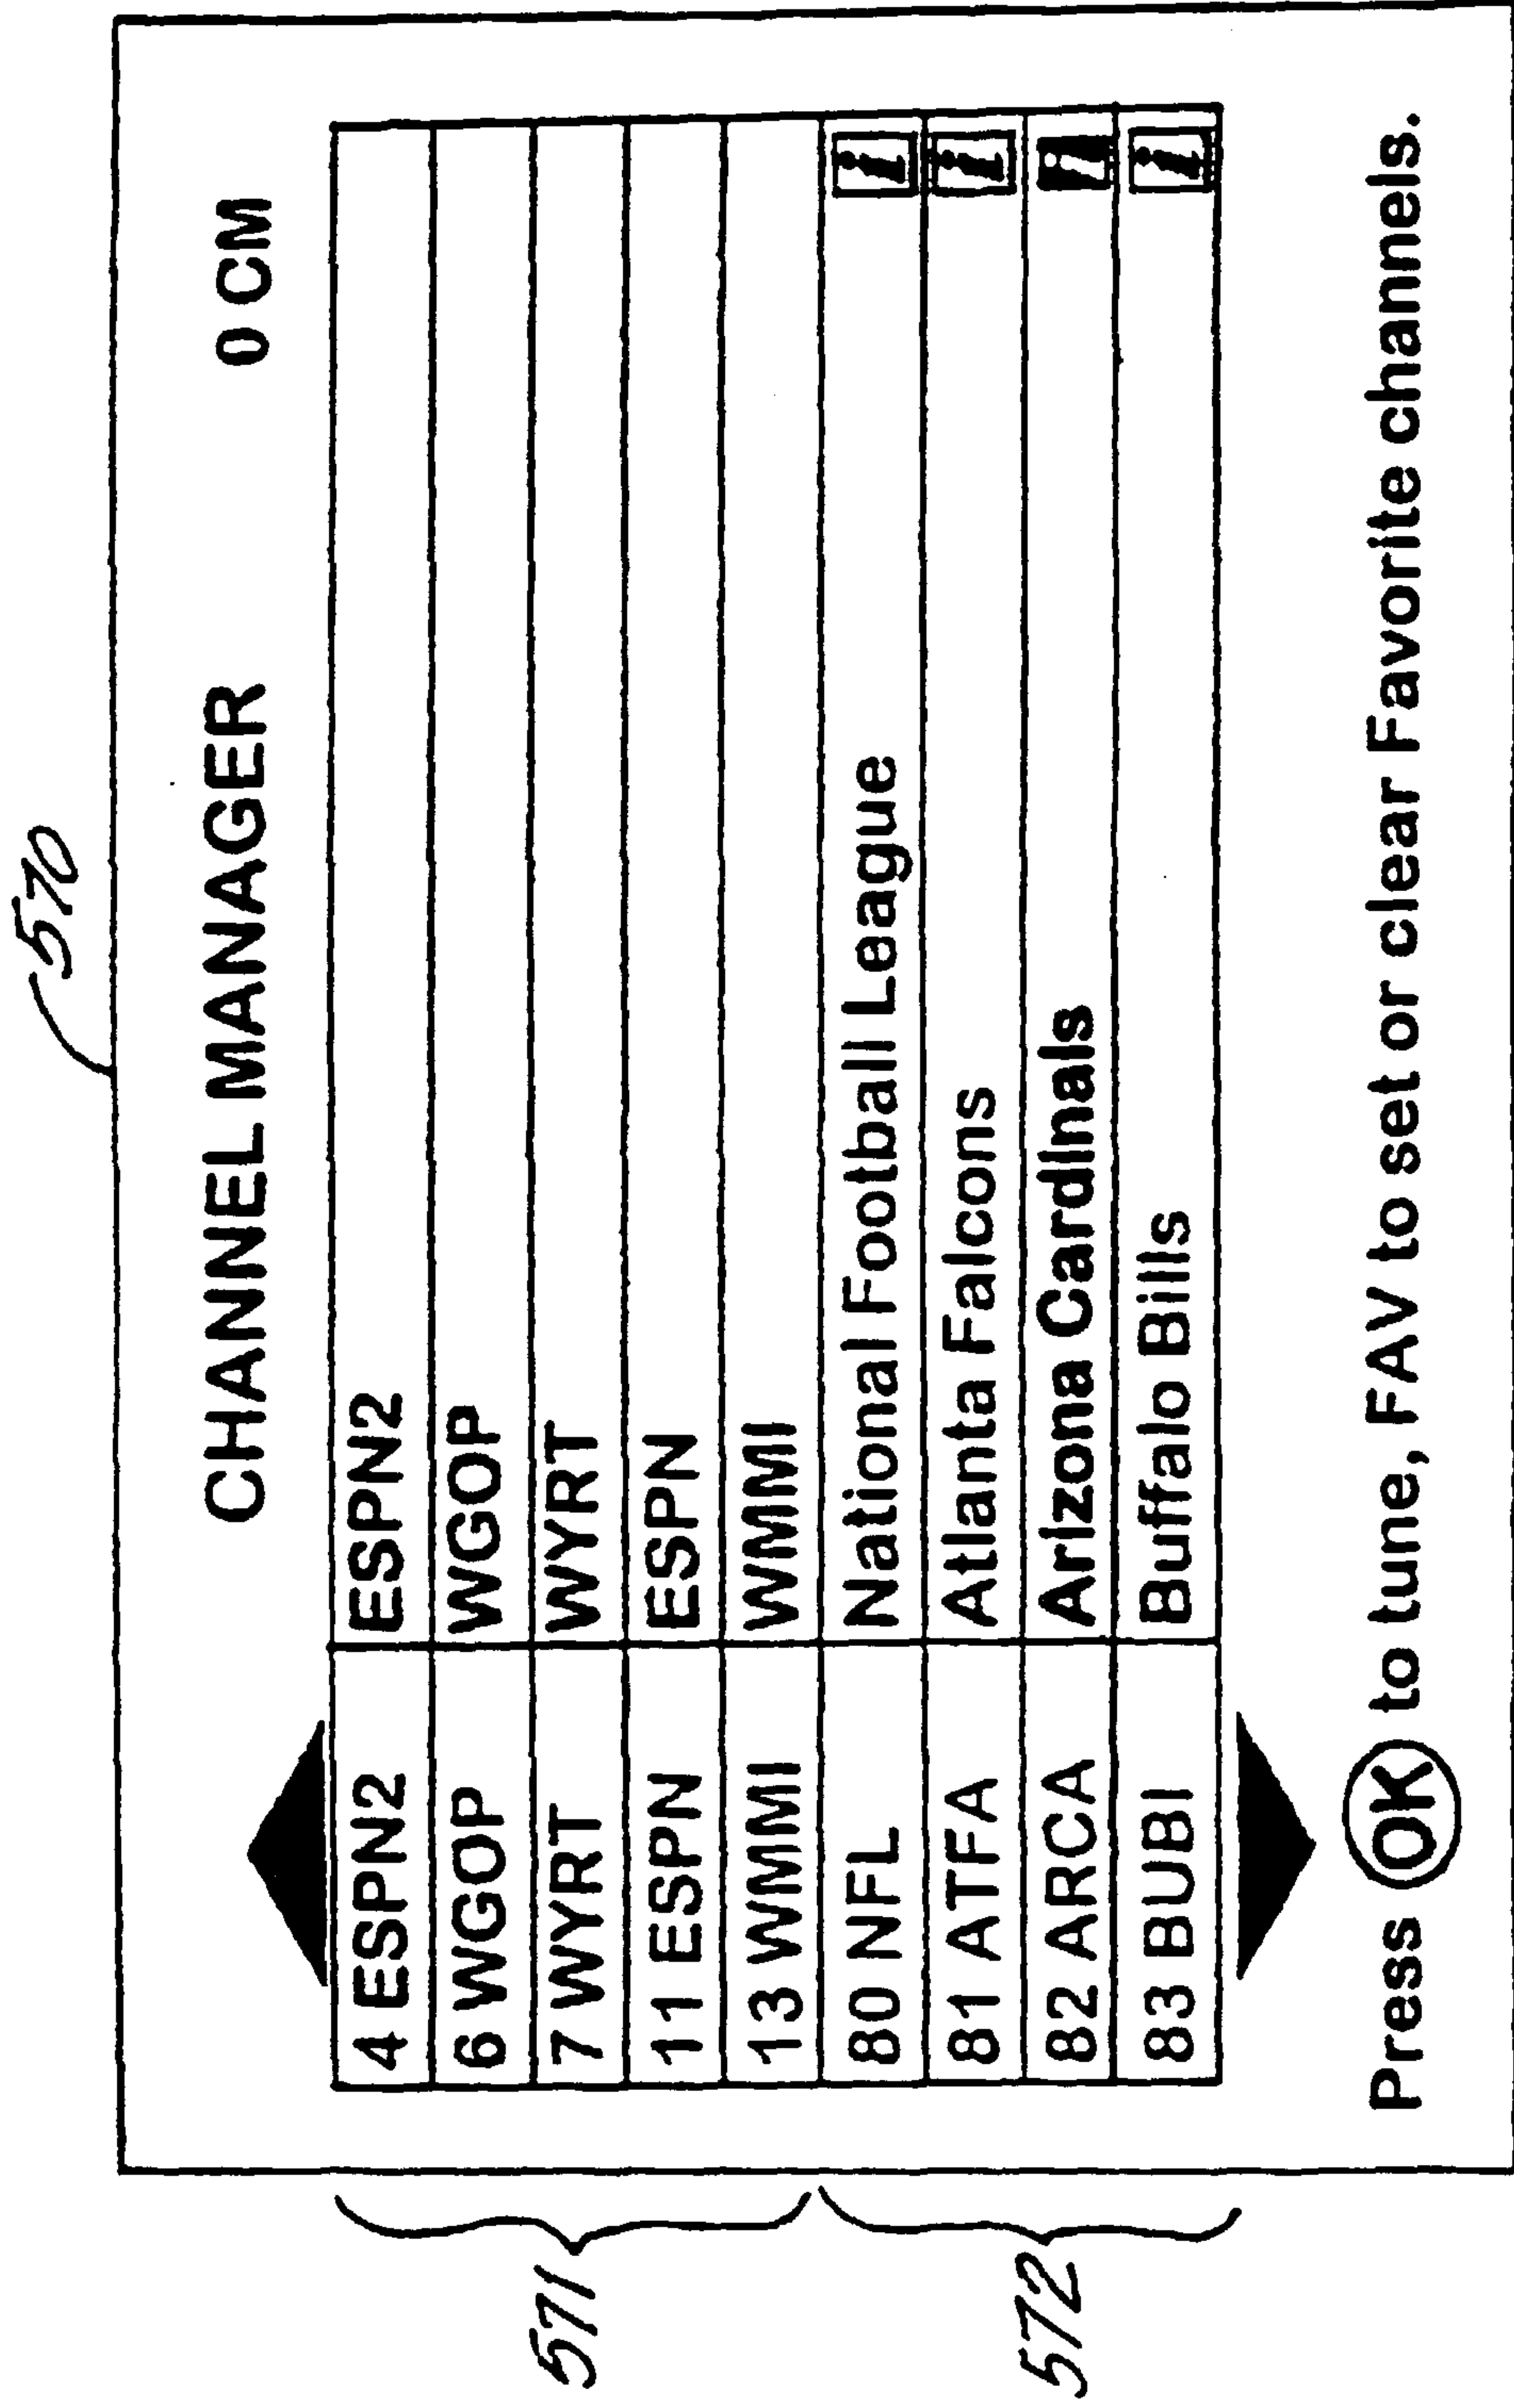 570
CHANNEL MANAGER 0 CM
4 ESPN2 ESPN2
6 WGOP WGOP
7 WYRT WYRT
11 ESPN ESPN
13 WMMI WMMI
80 NFL National Football League i
81 ATFA Atlanta Falcons i
82 ARCA Arizona Cardinals i
83 BUBI Buffalo Bills i
571
572
Press OK to tune, FAV to set or clear Favorite channels.